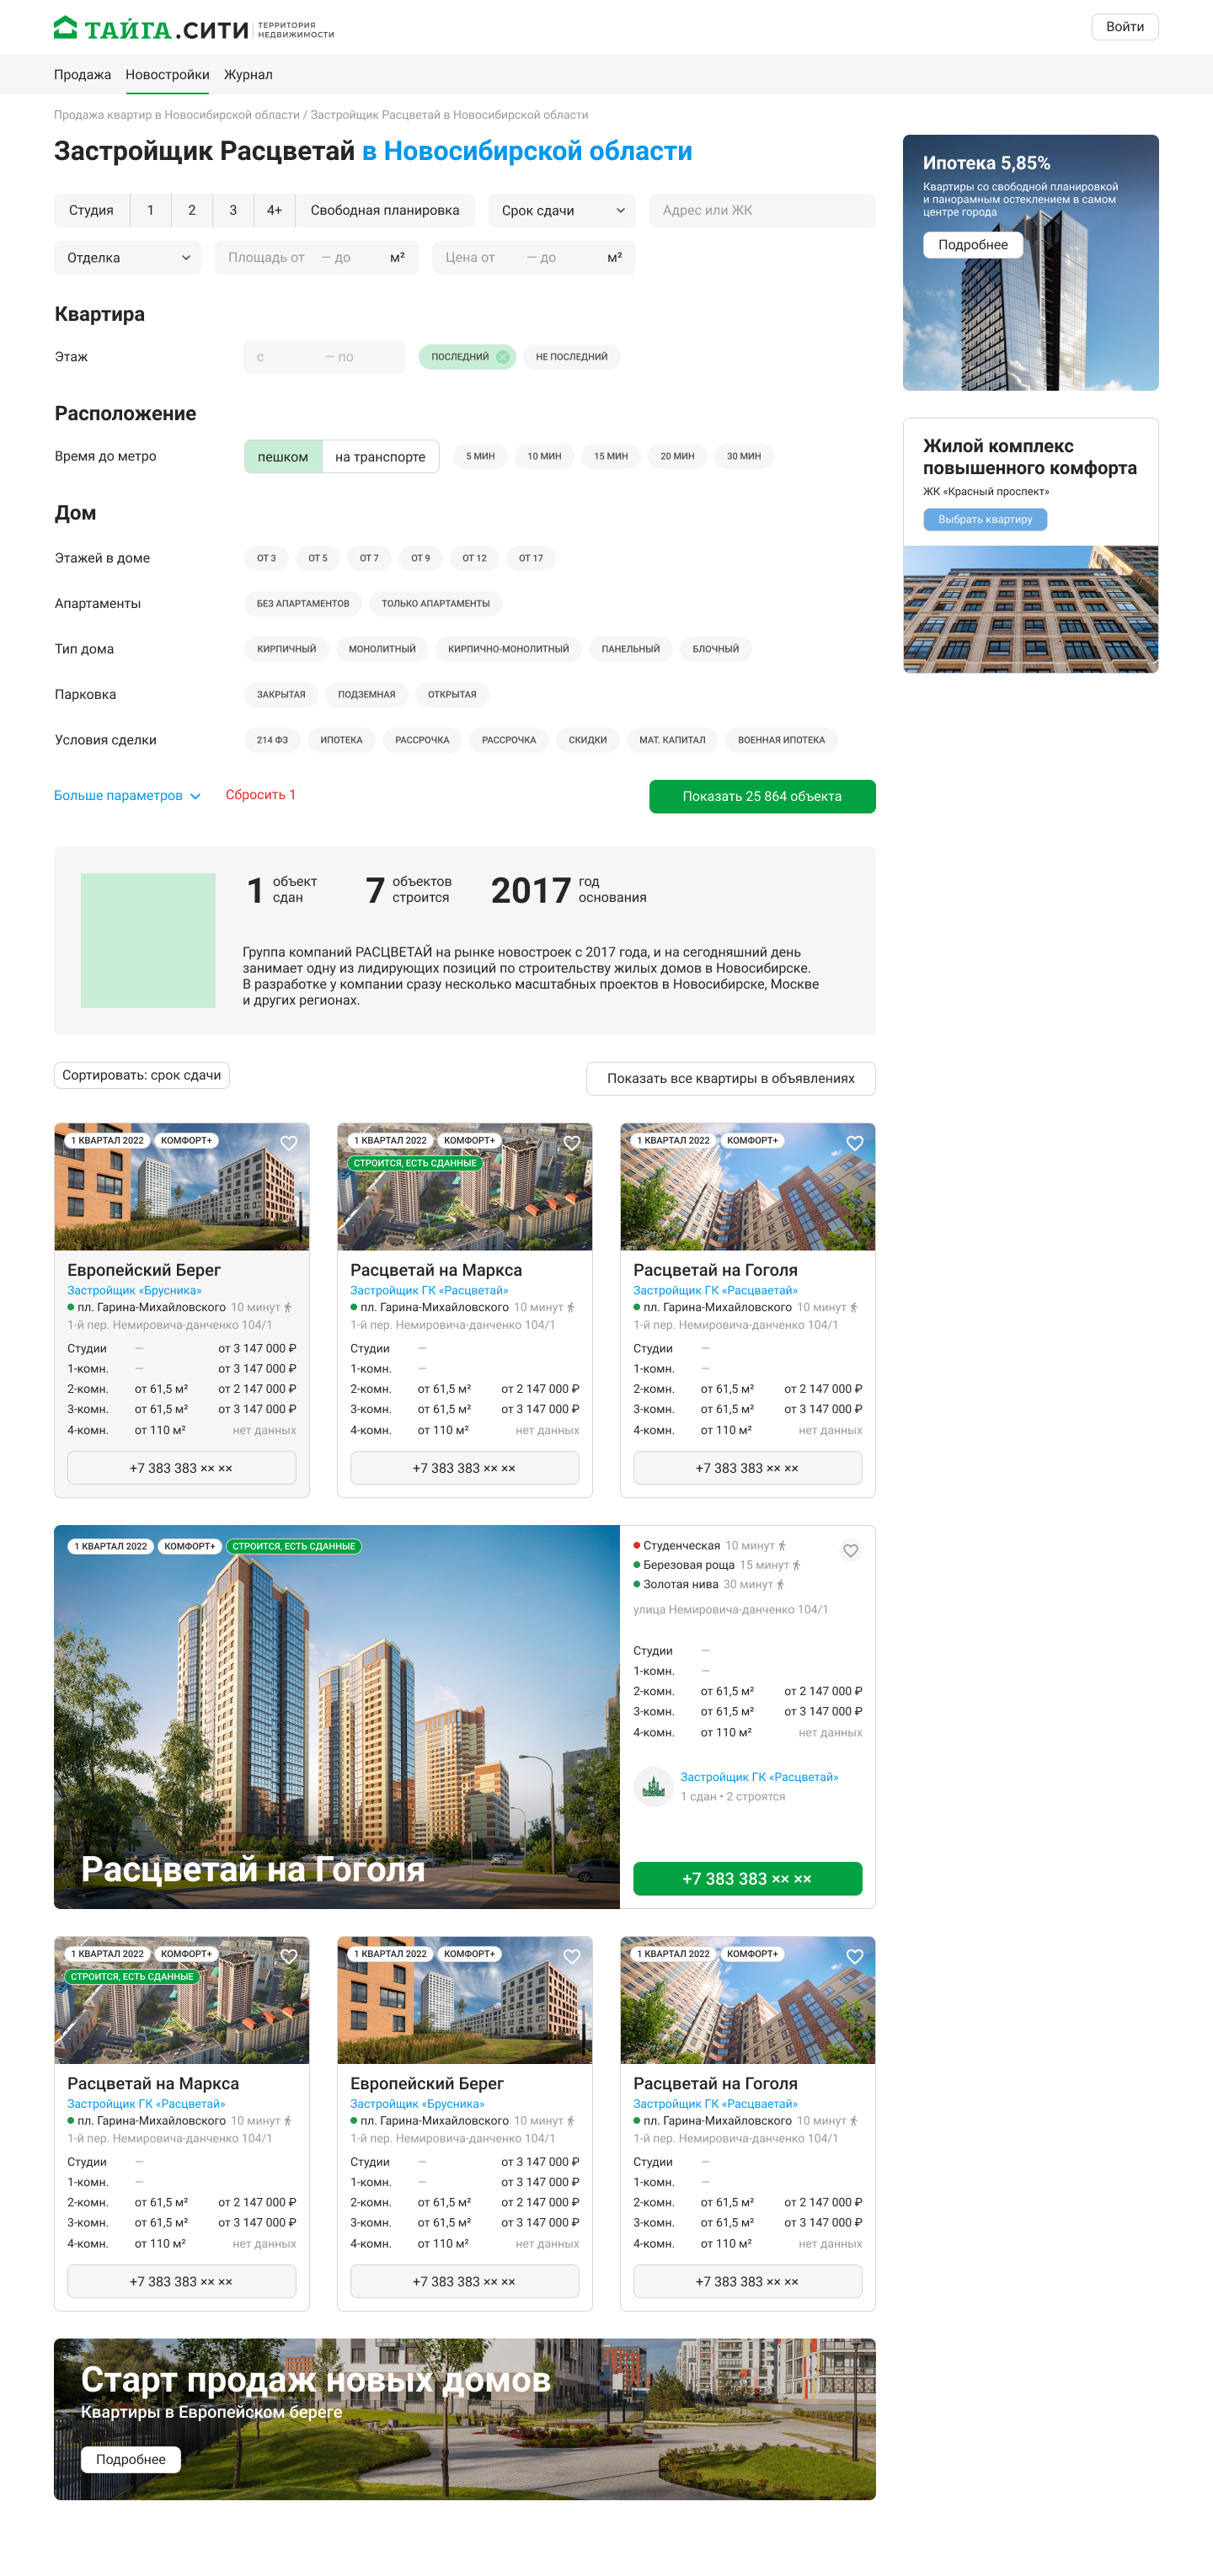 ТАЙГА.СИТИ
ТЕРРИТОРИЯ
НЕДВИЖИМОСТИ
Войти
Продажа Новостройки Журнал
Продажа квартир в Новосибирской области / Застройщик Расцветай в Новосибирской области
Застройщик Расцветай в Новосибирской области
Студия 1 2 3 4+ Свободная планировка Срок сдачи Адрес или ЖК
Отделка Площадь от — до м² Цена от — до м²
Квартира
Этаж с — по ПОСЛЕДНИЙ НЕ ПОСЛЕДНИЙ
Расположение
Время до метро пешком на транспорте 5 МИН 10 МИН 15 МИН 20 МИН 30 МИН
Дом
Этажей в доме ОТ 3 ОТ 5 ОТ 7 ОТ 9 ОТ 12 ОТ 17
Апартаменты БЕЗ АПАРТАМЕНТОВ ТОЛЬКО АПАРТАМЕНТЫ
Тип дома КИРПИЧНЫЙ МОНОЛИТНЫЙ КИРПИЧНО-МОНОЛИТНЫЙ ПАНЕЛЬНЫЙ БЛОЧНЫЙ
Парковка ЗАКРЫТАЯ ПОДЗЕМНАЯ ОТКРЫТАЯ
Условия сделки 214 ФЗ ИПОТЕКА РАССРОЧКА РАССРОЧКА СКИДКИ МАТ. КАПИТАЛ ВОЕННАЯ ИПОТЕКА
Больше параметров Сбросить 1 Показать 25 864 объекта
Ипотека 5,85%
Квартиры со свободной планировкой
и панорамным остеклением в самом
центре города
Подробнее
Жилой комплекс
повышенного комфорта
ЖК «Красный проспект»
Выбрать квартиру
1 объект
сдан
7 объектов
строится
2017 год
основания
Группа компаний РАСЦВЕТАЙ на рынке новостроек с 2017 года, и на сегодняшний день
занимает одну из лидирующих позиций по строительству жилых домов в Новосибирске.
В разработке у компании сразу несколько масштабных проектов в Новосибирске, Москве
и других регионах.
Сортировать: срок сдачи
Показать все квартиры в объявлениях
1 КВАРТАЛ 2022 КОМФОРТ+
Европейский Берег
Застройщик «Брусника»
пл. Гарина-Михайловского 10 минут
1-й пер. Немировича-данченко 104/1
Студии — от 3 147 000 ₽
1-комн. — от 3 147 000 ₽
2-комн. от 61,5 м² от 2 147 000 ₽
3-комн. от 61,5 м² от 3 147 000 ₽
4-комн. от 110 м² нет данных
+7 383 383 ×× ××
1 КВАРТАЛ 2022 КОМФОРТ+
СТРОИТСЯ, ЕСТЬ СДАННЫЕ
Расцветай на Маркса
Застройщик ГК «Расцветай»
пл. Гарина-Михайловского 10 минут
1-й пер. Немировича-данченко 104/1
Студии —
1-комн. —
2-комн. от 61,5 м² от 2 147 000 ₽
3-комн. от 61,5 м² от 3 147 000 ₽
4-комн. от 110 м² нет данных
+7 383 383 ×× ××
1 КВАРТАЛ 2022 КОМФОРТ+
Расцветай на Гоголя
Застройщик ГК «Расцваетай»
пл. Гарина-Михайловского 10 минут
1-й пер. Немировича-данченко 104/1
Студии —
1-комн. —
2-комн. от 61,5 м² от 2 147 000 ₽
3-комн. от 61,5 м² от 3 147 000 ₽
4-комн. от 110 м² нет данных
+7 383 383 ×× ××
1 КВАРТАЛ 2022 КОМФОРТ+ СТРОИТСЯ, ЕСТЬ СДАННЫЕ
Расцветай на Гоголя
Студенческая 10 минут
Березовая роща 15 минут
Золотая нива 30 минут
улица Немировича-данченко 104/1
Студии —
1-комн. —
2-комн. от 61,5 м² от 2 147 000 ₽
3-комн. от 61,5 м² от 3 147 000 ₽
4-комн. от 110 м² нет данных
Застройщик ГК «Расцветай»
1 сдан • 2 строятся
+7 383 383 ×× ××
1 КВАРТАЛ 2022 КОМФОРТ+
СТРОИТСЯ, ЕСТЬ СДАННЫЕ
Расцветай на Маркса
Застройщик ГК «Расцветай»
пл. Гарина-Михайловского 10 минут
1-й пер. Немировича-данченко 104/1
Студии —
1-комн. —
2-комн. от 61,5 м² от 2 147 000 ₽
3-комн. от 61,5 м² от 3 147 000 ₽
4-комн. от 110 м² нет данных
+7 383 383 ×× ××
1 КВАРТАЛ 2022 КОМФОРТ+
Европейский Берег
Застройщик «Брусника»
пл. Гарина-Михайловского 10 минут
1-й пер. Немировича-данченко 104/1
Студии — от 3 147 000 ₽
1-комн. — от 3 147 000 ₽
2-комн. от 61,5 м² от 2 147 000 ₽
3-комн. от 61,5 м² от 3 147 000 ₽
4-комн. от 110 м² нет данных
+7 383 383 ×× ××
1 КВАРТАЛ 2022 КОМФОРТ+
Расцветай на Гоголя
Застройщик ГК «Расцваетай»
пл. Гарина-Михайловского 10 минут
1-й пер. Немировича-данченко 104/1
Студии —
1-комн. —
2-комн. от 61,5 м² от 2 147 000 ₽
3-комн. от 61,5 м² от 3 147 000 ₽
4-комн. от 110 м² нет данных
+7 383 383 ×× ××
Старт продаж новых домов
Квартиры в Европейском береге
Подробнее